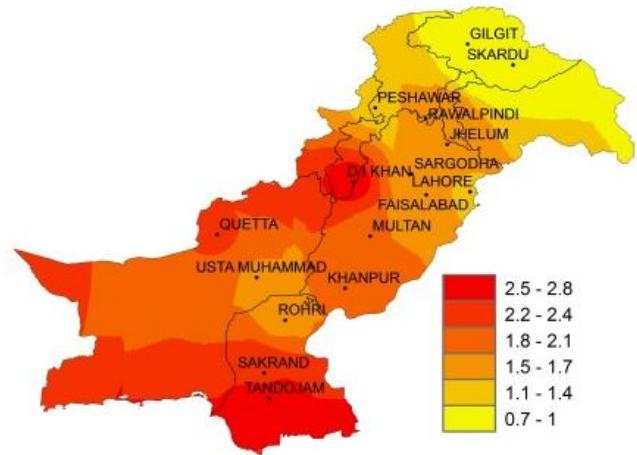 GILGIT
SKARDU
PESHAWAR
RAWALPINDI
JHELUM
SARGODHA
D I KHAN
LAHORE
FAISALABAD
QUETTA
MULTAN
USTA MUHAMMAD
KHANPUR
ROHRI
SAKRAND
TANDOJAM
2.5 - 2.8
2.2 - 2.4
1.8 - 2.1
1.5 - 1.7
1.1 - 1.4
0.7 - 1